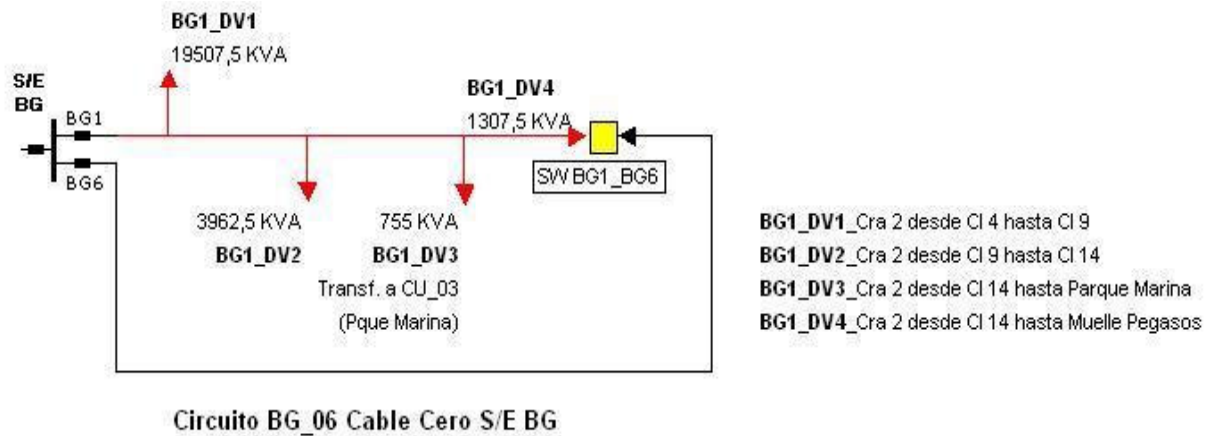 BG1_DV1
19507,5 KVA
S/E
BG
BG1
BG6
BG1_DV4
1307,5 KVA
SW BG1_BG6
3962,5 KVA
BG1_DV2
755 KVA
BG1_DV3
Transf. a CU_03
(Pque Marina)
BG1_DV1_Cra 2 desde Cl 4 hasta Cl 9
BG1_DV2_Cra 2 desde Cl 9 hasta Cl 14
BG1_DV3_Cra 2 desde Cl 14 hasta Parque Marina
BG1_DV4_Cra 2 desde Cl 14 hasta Muelle Pegasos
Circuito BG_06 Cable Cero S/E BG